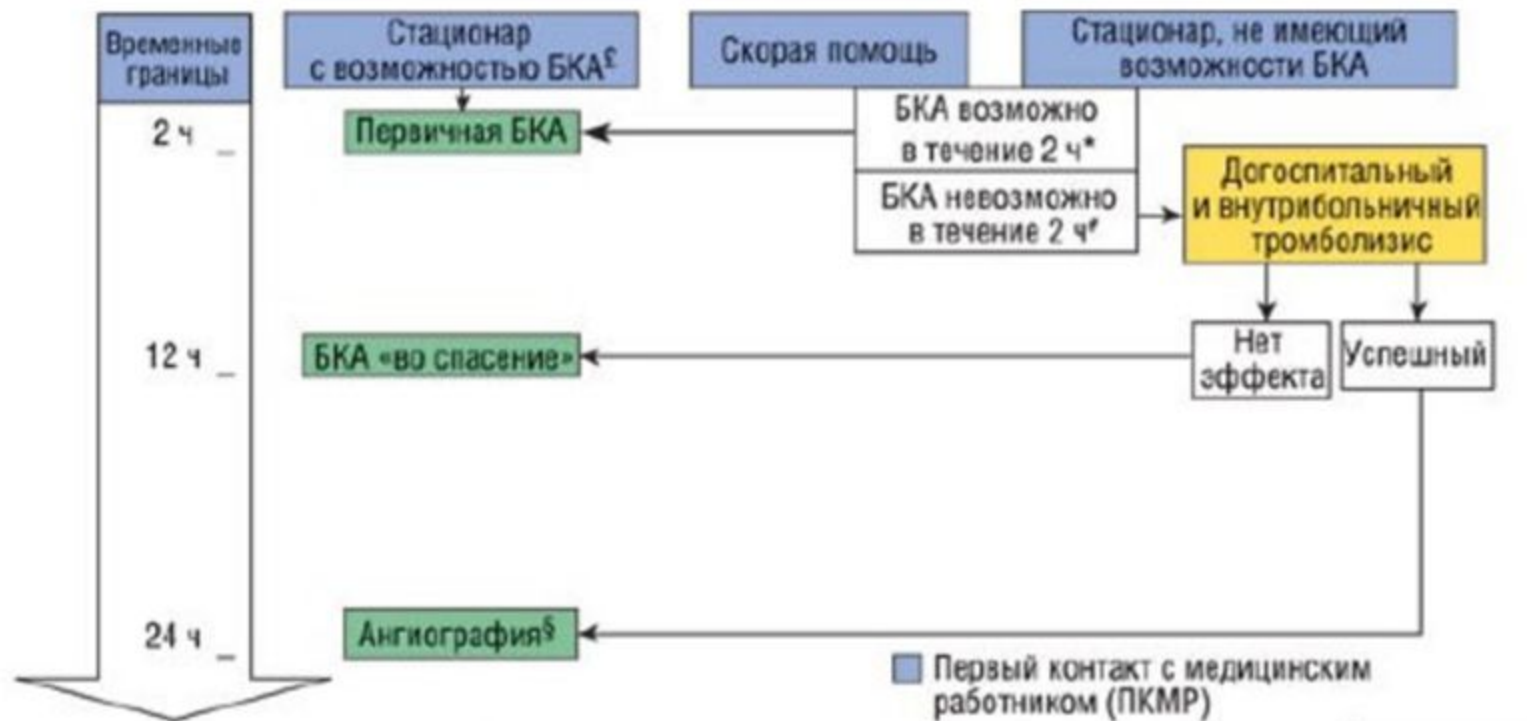 Временные
границы
Стационар
с возможностью БКА£
Скорая помощь
Стационар, не имеющий
возможности БКА
2 ч
Первичная БКА
БКА возможно
в течение 2 ч*
БКА невозможно
в течение 2 ч#
Догоспитальный
и внутрибольничный
тромболизис
12 ч
БКА «во спасение»
Нет
эффекта
Успешный
24 ч
Ангиография§
Первый контакт с медицинским
работником (ПКМР)